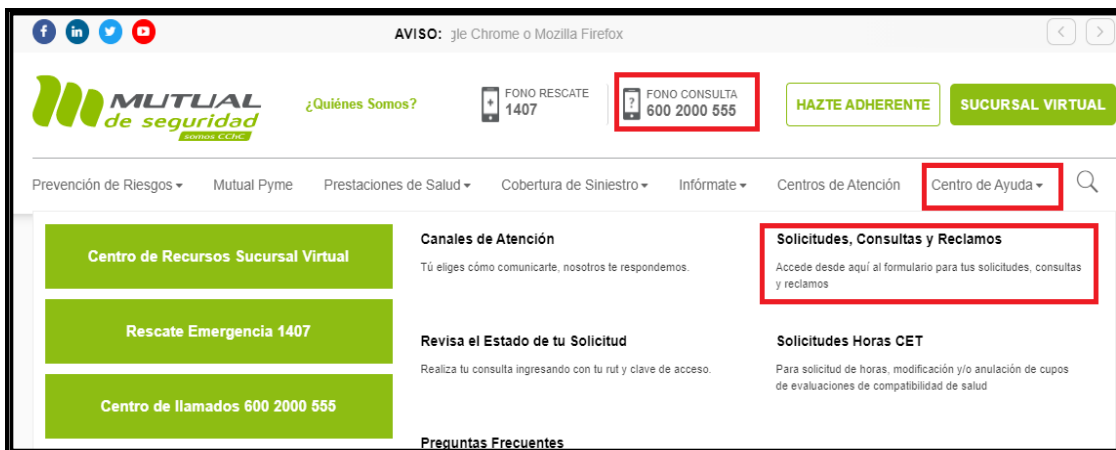 AVISO: gle Chrome o Mozilla Firefox
MUTUAL
de seguridad
somos CChC
¿Quiénes Somos?
FONO RESCATE
1407
FONO CONSULTA
600 2000 555
HAZTE ADHERENTE
SUCURSAL VIRTUAL
Prevención de Riesgos
Mutual Pyme
Prestaciones de Salud
Cobertura de Siniestro
Infórmate
Centros de Atención
Centro de Ayuda
Centro de Recursos Sucursal Virtual
Rescate Emergencia 1407
Centro de llamados 600 2000 555
Canales de Atención
Tú eliges cómo comunicarte, nosotros te respondemos.
Revisa el Estado de tu Solicitud
Realiza tu consulta ingresando con tu rut y clave de acceso.
Preguntas Frecuentes
Solicitudes, Consultas y Reclamos
Accede desde aquí al formulario para tus solicitudes, consultas
y reclamos
Solicitudes Horas CET
Para solicitud de horas, modificación y/o anulación de cupos
de evaluaciones de compatibilidad de salud